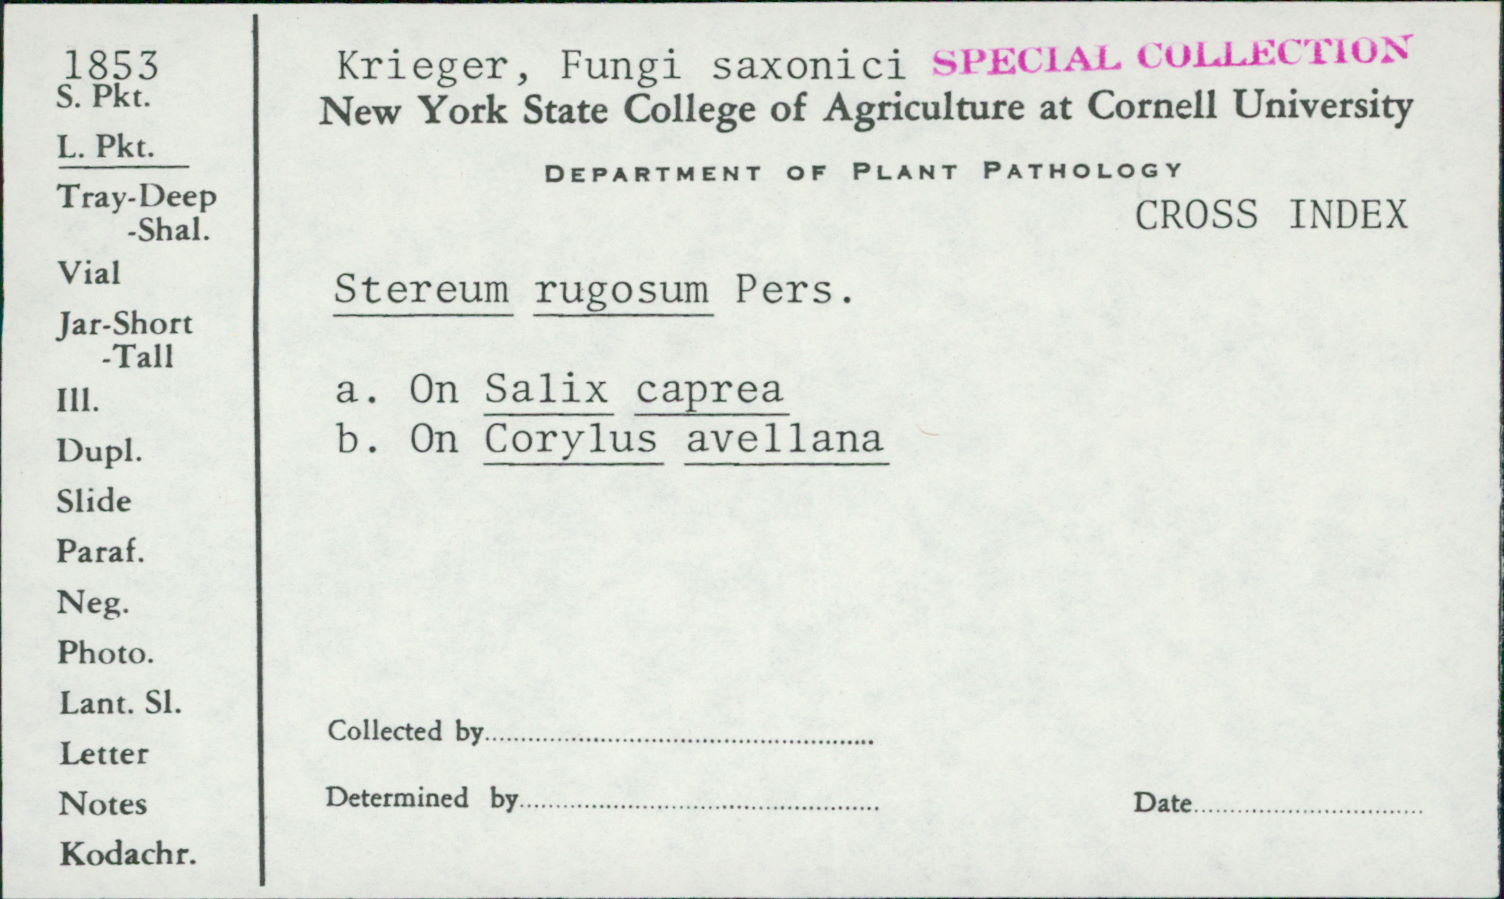 1853
S. Pkt.
L. Pkt.
Tray-Deep
-Shal.
Vial
Jar-Short
-Tall
Ill.
Dupl.
Slide
Paraf.
Neg.
Photo.
Lant. Sl.
Letter
Notes
Kodachr.
Krieger, Fungi saxonici SPECIAL COLLECTION
New York State College of Agriculture at Cornell University
DEPARTMENT OF PLANT PATHOLOGY
CROSS INDEX
Stereum rugosum Pers.
a. On Salix caprea
b. On Corylus avellana
Collected by
Determined by
Date